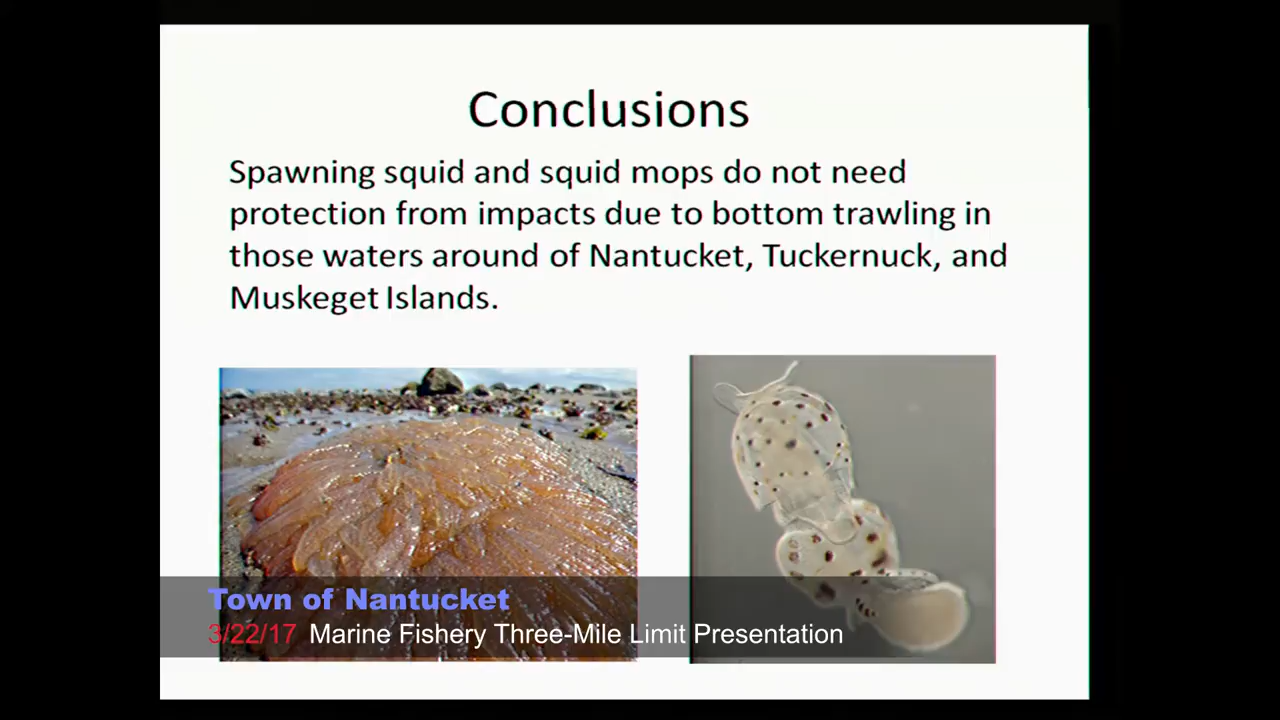 Conclusions
Spawning squid and squid mops do not need
protection from impacts due to bottom trawling in
those waters around of Nantucket, Tuckernuck, and
Muskeget Islands.
Town of Nantucket
3/22/17 Marine Fishery Three-Mile Limit Presentation